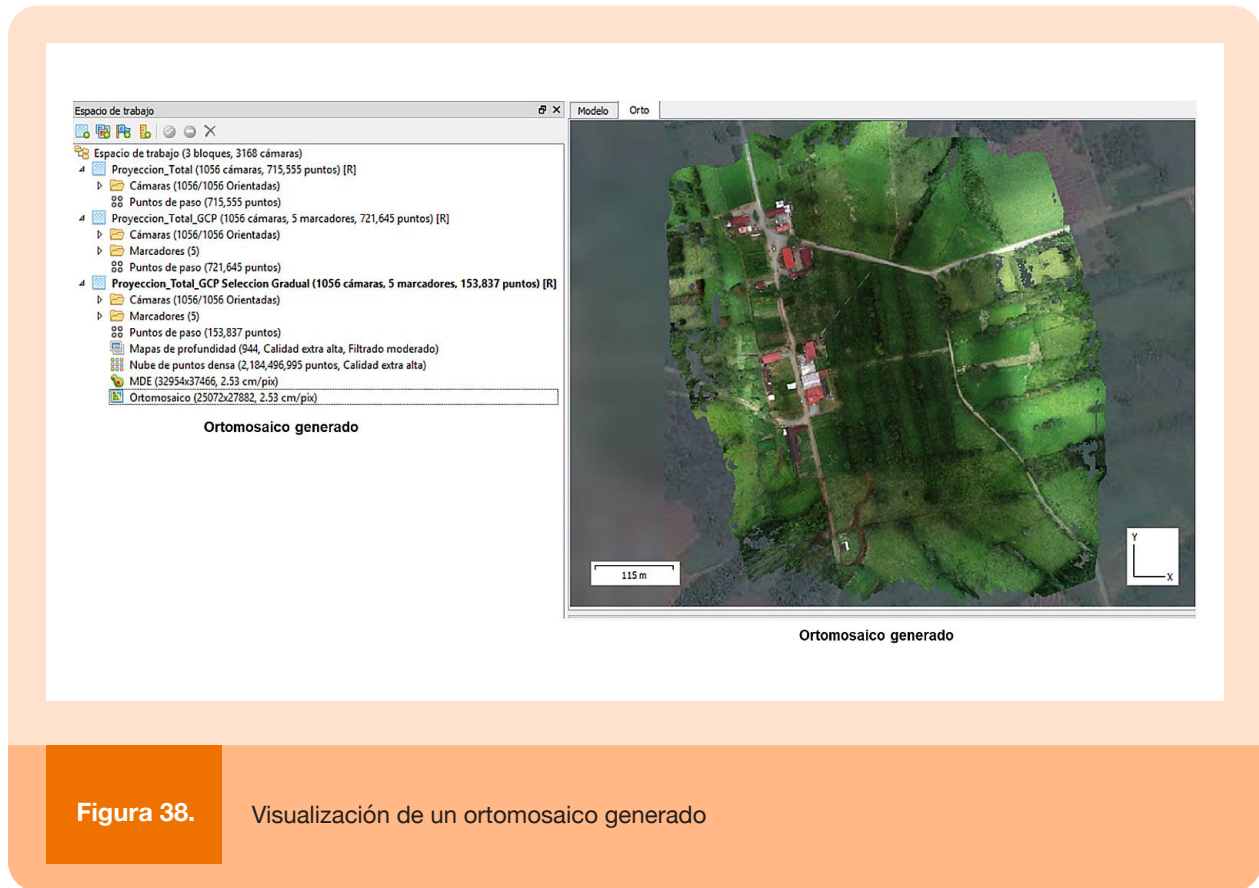 Espacio de trabajo
Espacio de trabajo (3 bloques, 3168 cámaras)
Proyeccion_Total (1056 cámaras, 715,555 puntos) [R]
Cámaras (1056/1056 Orientadas)
Puntos de paso (715,555 puntos)
Proyeccion_Total_GCP (1056 cámaras, 5 marcadores, 721,645 puntos) [R]
Cámaras (1056/1056 Orientadas)
Marcadores (5)
Puntos de paso (721,645 puntos)
Proyeccion_Total_GCP Seleccion Gradual (1056 cámaras, 5 marcadores, 153,837 puntos) [R]
Cámaras (1056/1056 Orientadas)
Marcadores (5)
Puntos de paso (153,837 puntos)
Mapas de profundidad (944, Calidad extra alta, Filtrado moderado)
Nube de puntos densa (2,184,496,995 puntos, Calidad extra alta)
MDE (32954x37466, 2.53 cm/pix)
Ortomosaico (25072x27882, 2.53 cm/pix)
Ortomosaico generado
Modelo Orto
115 m
Y
X
Ortomosaico generado
Figura 38. Visualización de un ortomosaico generado